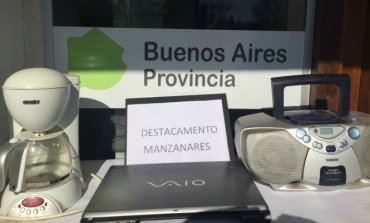 Buenos Aires
Provincia
DESTACAMENTO
MANZANARES
VAIO